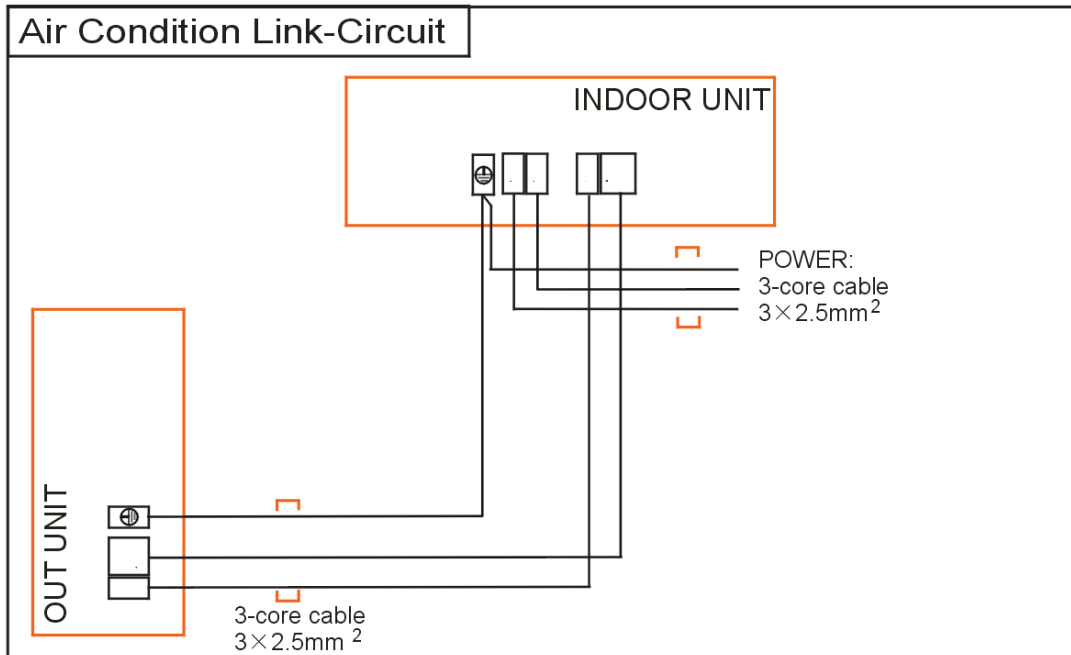 Air Condition Link-Circuit
INDOOR UNIT
POWER:
3-core cable
3×2.5mm²
OUT UNIT
3-core cable
3×2.5mm ²